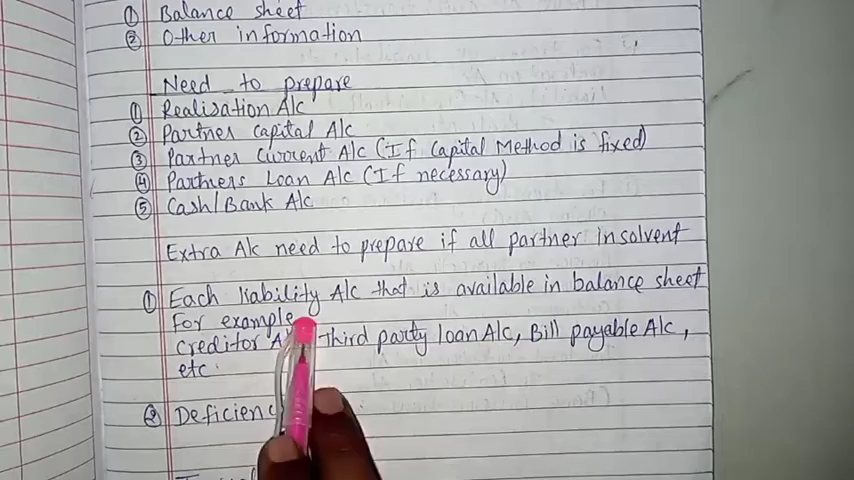 ① Balance sheet
② Other information
Need to prepare
① Realisation A/c
② Partner capital A/c
③ Partner Current A/c (If Capital Method is fixed)
④ Partners Loan A/c (If necessary)
⑤ Cash/Bank A/c
Extra A/c need to prepare if all partner insolvent
① Each liability A/c that is available in balance sheet
For example
creditor Third party loan A/c, Bill payable A/c,
etc.
②